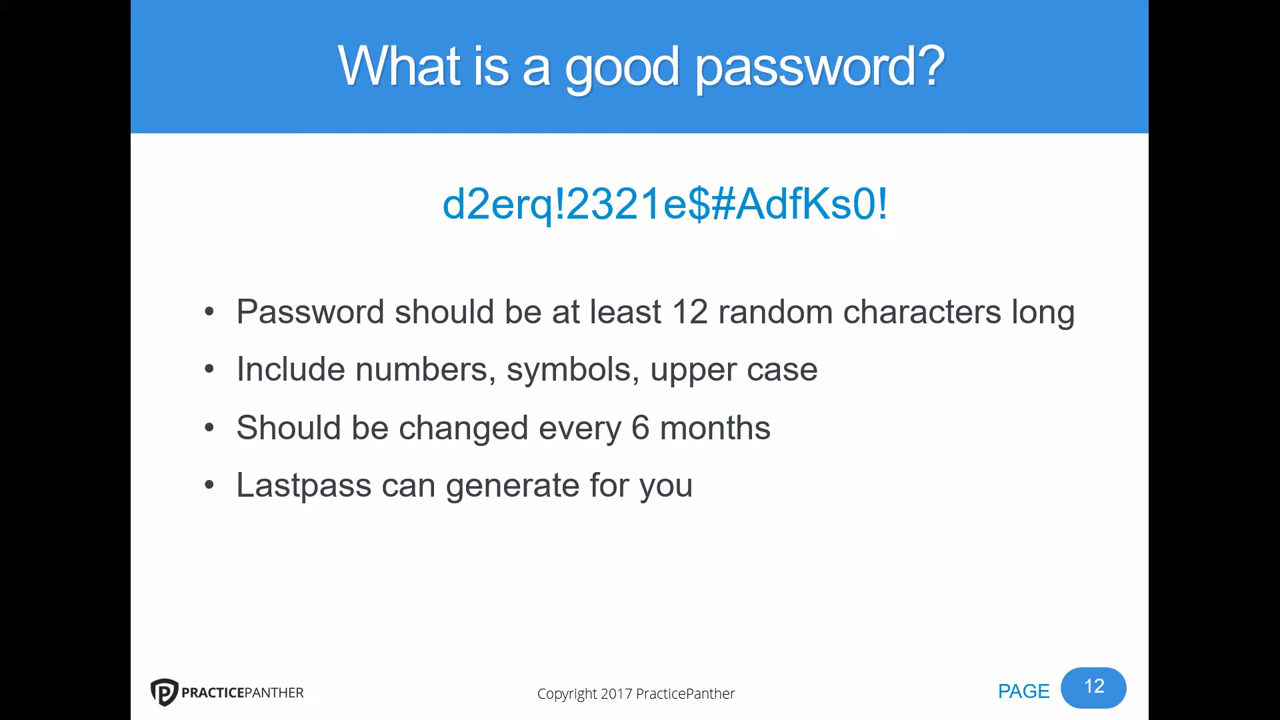 What is a good password?
d2erq!2321e$#AdfKs0!
• Password should be at least 12 random characters long
• Include numbers, symbols, upper case
• Should be changed every 6 months
• Lastpass can generate for you
PRACTICEPANTHER
Copyright 2017 PracticePanther
PAGE 12